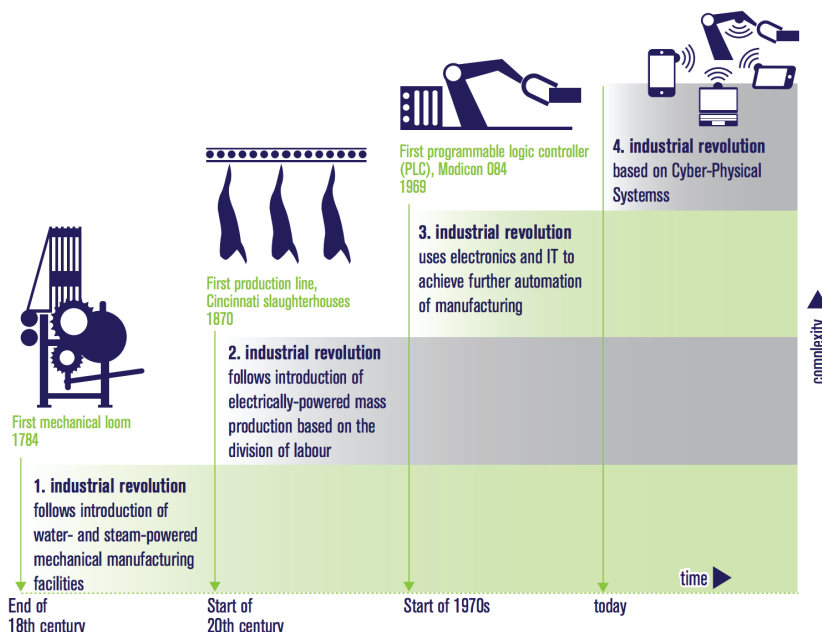 First mechanical loom
1784
First production line,
Cincinnati slaughterhouses
1870
First programmable logic controller
(PLC), Modicon 084
1969
4. industrial revolution
based on Cyber-Physical
Systemss
3. industrial revolution
uses electronics and IT to
achieve further automation
of manufacturing
2. industrial revolution
follows introduction of
electrically-powered mass
production based on the
division of labour
1. industrial revolution
follows introduction of
water- and steam-powered
mechanical manufacturing
facilities
complexity
time
End of
18th century
Start of
20th century
Start of 1970s
today